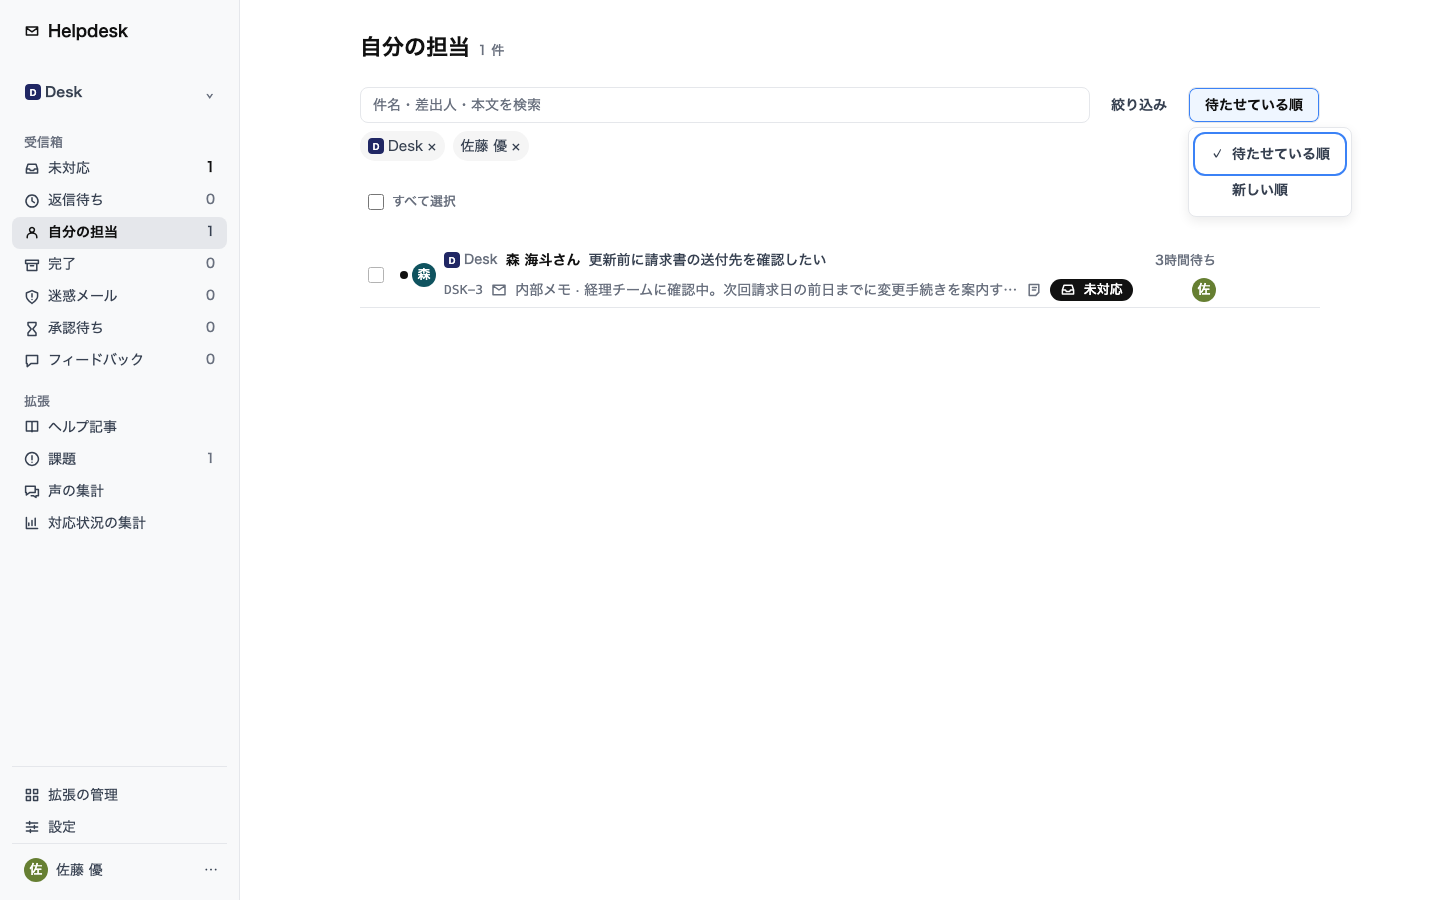 Helpdesk
D Desk
受信箱
未対応 1
返信待ち 0
自分の担当 1
完了 0
迷惑メール 0
承認待ち 0
フィードバック 0
拡張
ヘルプ記事
課題 1
声の集計
対応状況の集計
拡張の管理
設定
佐 佐藤 優 …
自分の担当 1 件
件名・差出人・本文を検索 絞り込み 待たせている順
D Desk × 佐藤 優 ×
✓ 待たせている順
新しい順
すべて選択
森 D Desk 森 海斗さん 更新前に請求書の送付先を確認したい 3時間待ち
DSK-3 内部メモ · 経理チームに確認中。次回請求日の前日までに変更手続きを案内す… 未対応 佐